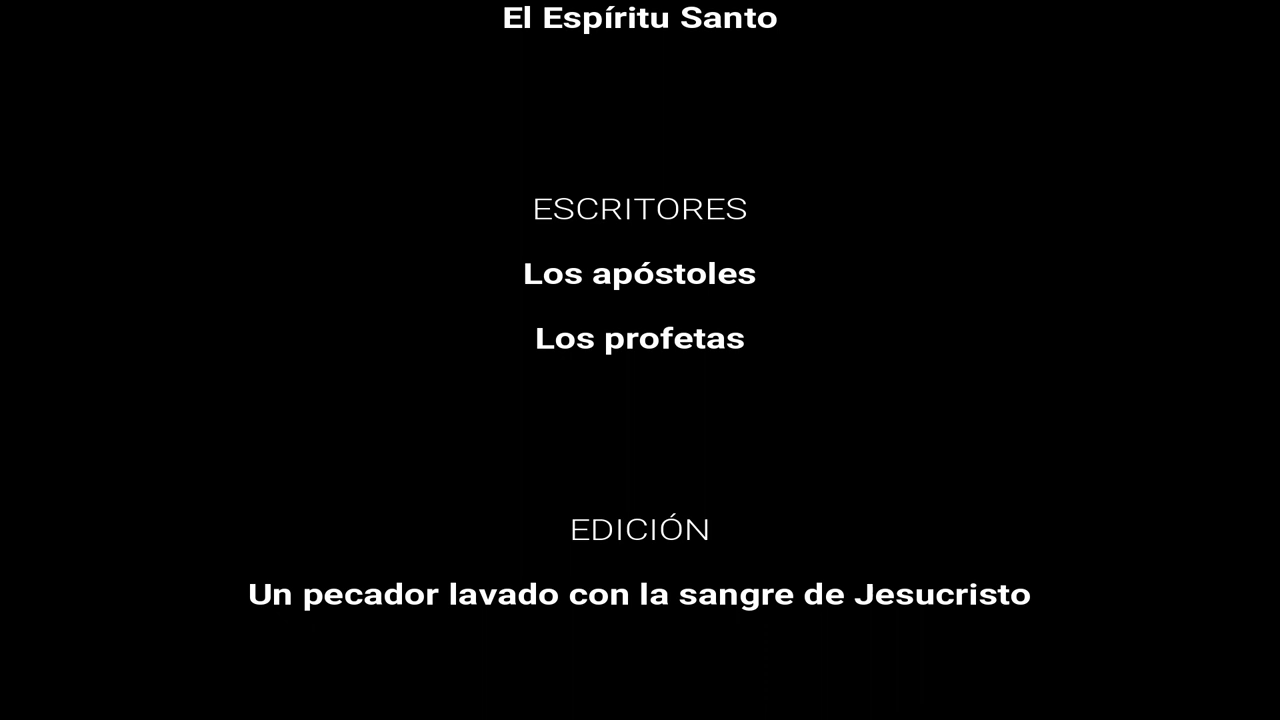 El Espíritu Santo
ESCRITORES
Los apóstoles
Los profetas
EDICIÓN
Un pecador lavado con la sangre de Jesucristo